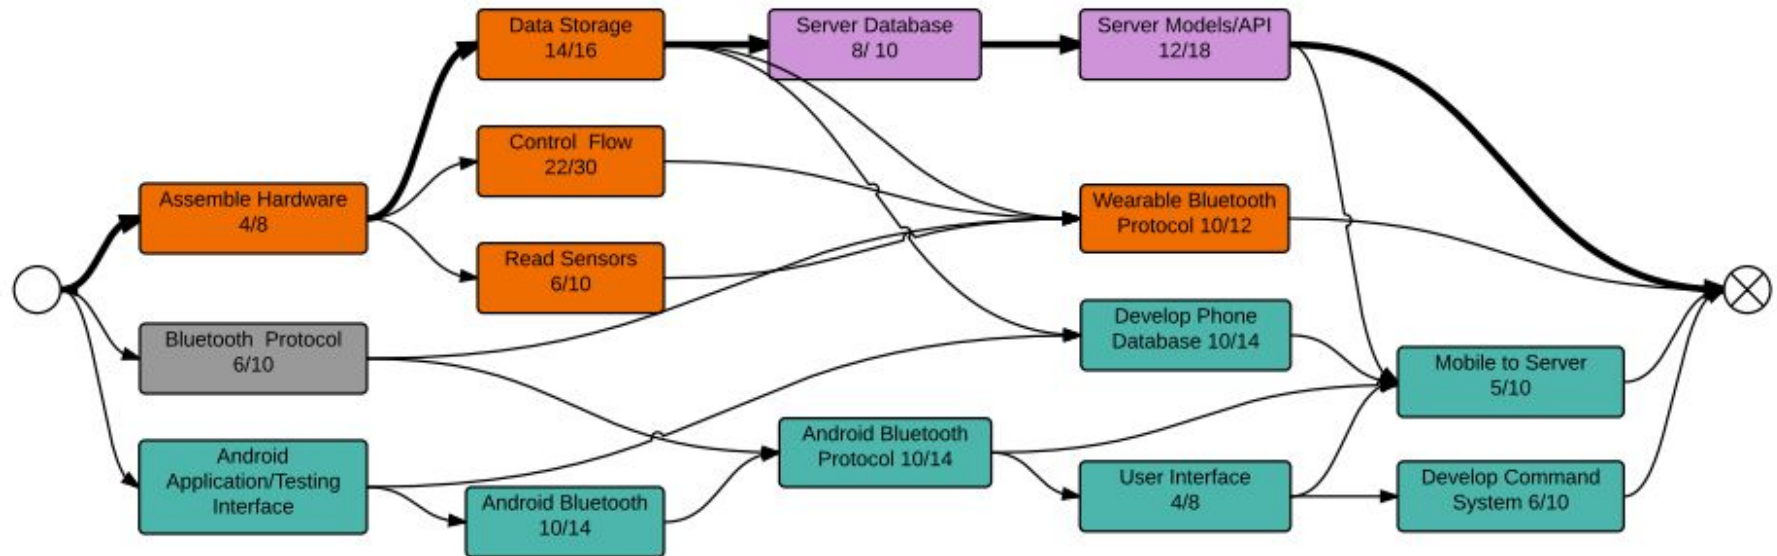 Data Storage
14/16
Server Database
8/ 10
Server Models/API
12/18
Control  Flow
22/30
Assemble Hardware
4/8
Wearable Bluetooth
Protocol 10/12
Read Sensors
6/10
Bluetooth  Protocol
6/10
Develop Phone
Database 10/14
Mobile to Server
5/10
Android
Application/Testing
Interface
Android Bluetooth
10/14
Android Bluetooth
Protocol 10/14
User Interface
4/8
Develop Command
System 6/10